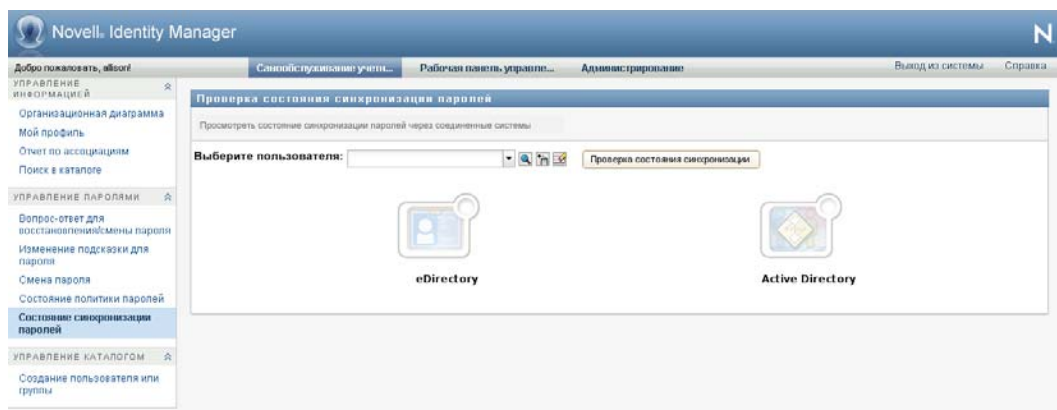 Novell® Identity Manager
N
Добро пожаловать, allison!
Самообслуживание учетн...
Рабочая панель управле...
Администрирование
Выход из системы
Справка
УПРАВЛЕНИЕ
ИНФОРМАЦИЕЙ
Организационная диаграмма
Мой профиль
Отчет по ассоциациям
Поиск в каталоге
УПРАВЛЕНИЕ ПАРОЛЯМИ
Вопрос-ответ для
восстановления/смены пароля
Изменение подсказки для
пароля
Смена пароля
Состояние политики паролей
Состояние синхронизации
паролей
УПРАВЛЕНИЕ КАТАЛОГОМ
Создание пользователя или
группы
Проверка состояния синхронизации паролей
Просмотреть состояние синхронизации паролей через соединенные системы
Выберите пользователя:
Проверка состояния синхронизации
eDirectory
Active Directory